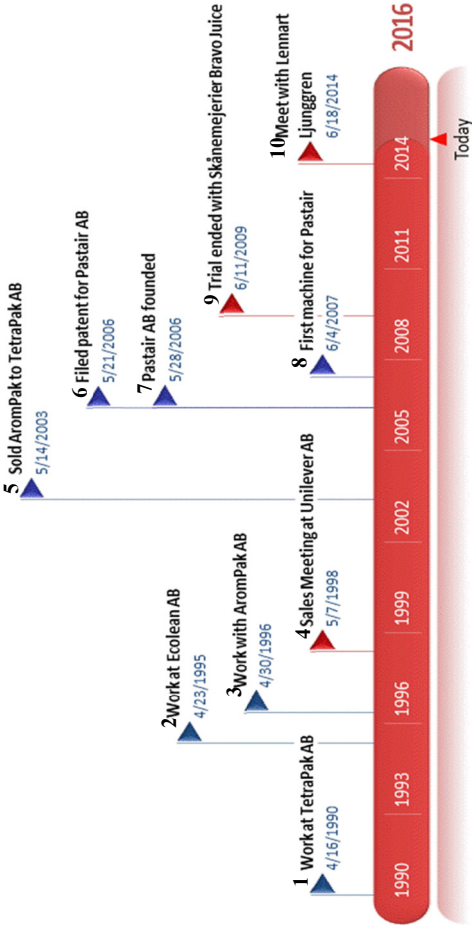 1 Work at TetraPak AB
4/16/1990
2 Work at Ecolean AB
4/23/1995
3 Work with AromPak AB
4/30/1996
4 Sales Meeting at Unilever AB
5/7/1998
5 Sold AromPak to TetraPak AB
5/14/2003
6 Filed patent for Pastair AB
5/21/2006
7 Pastair AB founded
5/28/2006
8 First machine for Pastair
6/4/2007
9 Trial ended with Skånemejerier Bravo Juice
6/11/2009
10 Meet with Lennart
Ljunggren
6/18/2014
1990 1993 1996 1999 2002 2005 2008 2011 2014 2016
Today